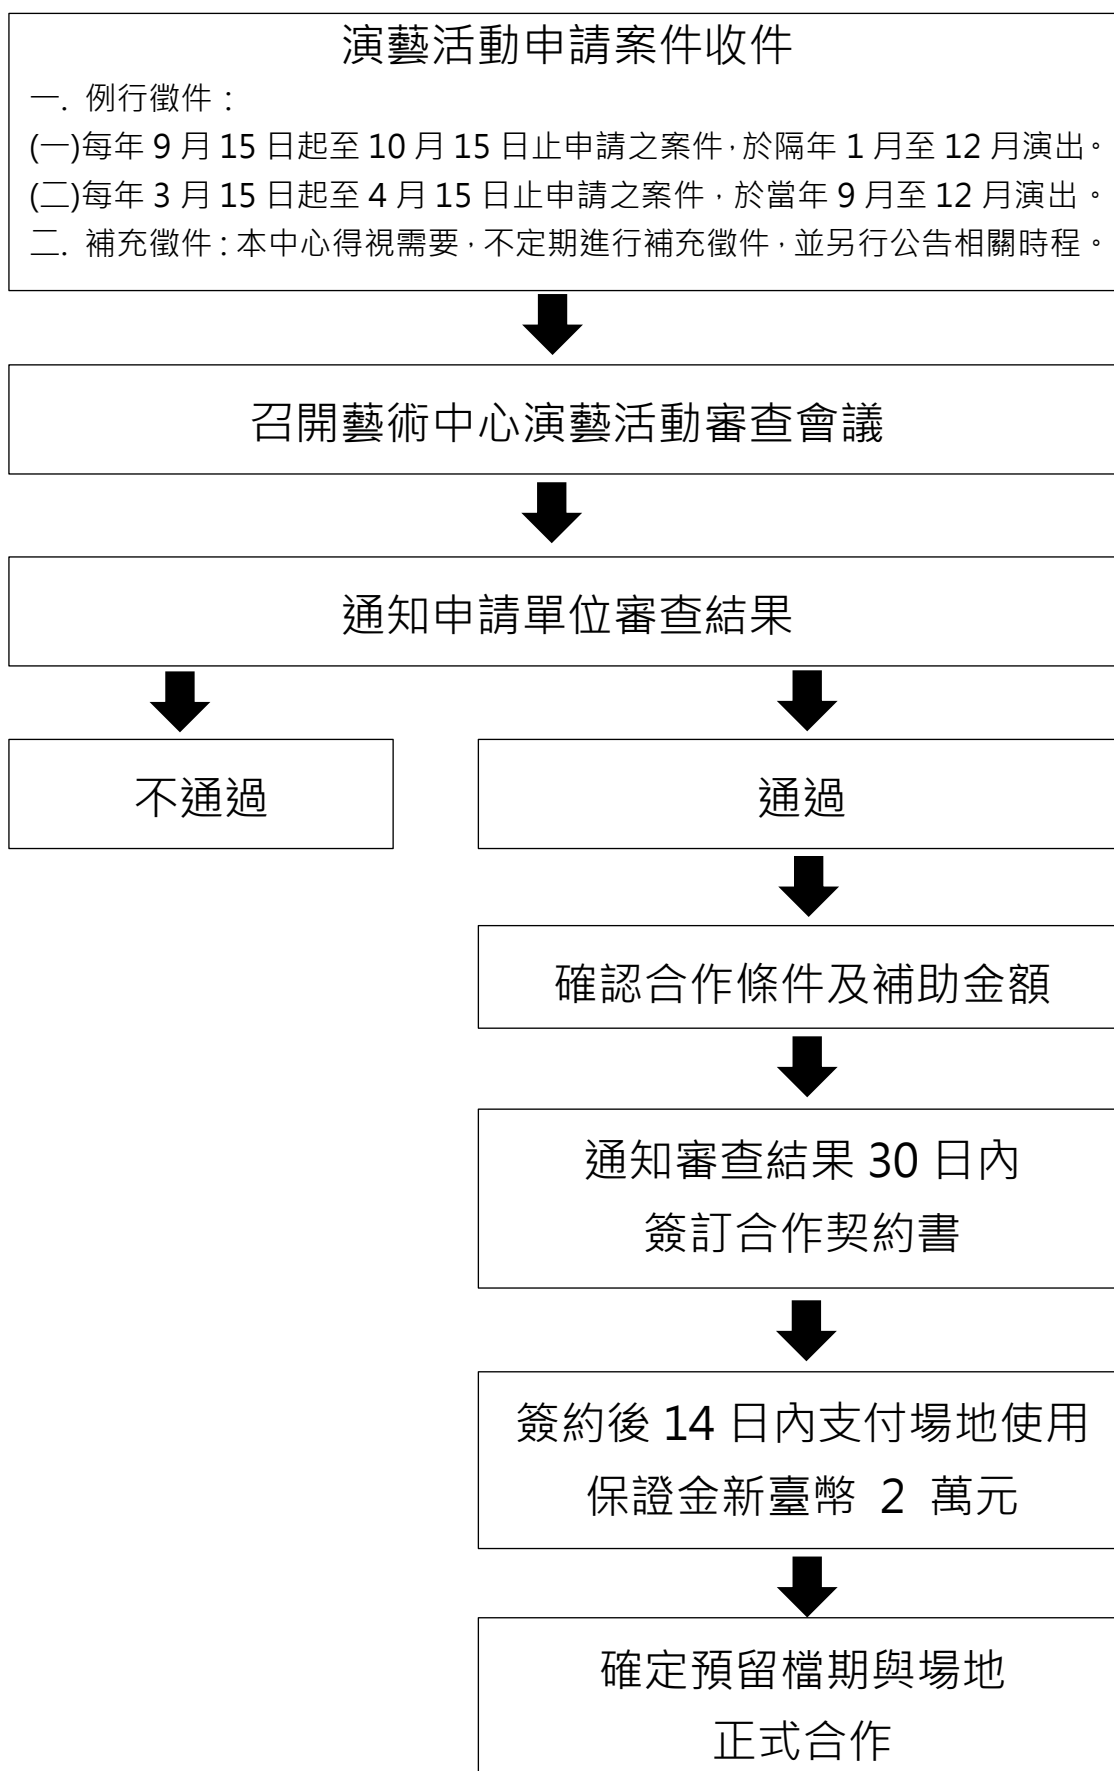 演藝活動申請案件收件
一. 例行徵件：
(一)每年 9 月 15 日起至 10 月 15 日止申請之案件，於隔年 1 月至 12 月演出。
(二)每年 3 月 15 日起至 4 月 15 日止申請之案件，於當年 9 月至 12 月演出。
二. 補充徵件：本中心得視需要，不定期進行補充徵件，並另行公告相關時程。
召開藝術中心演藝活動審查會議
通知申請單位審查結果
不通過
通過
確認合作條件及補助金額
通知審查結果 30 日內
簽訂合作契約書
簽約後 14 日內支付場地使用
保證金新臺幣 2 萬元
確定預留檔期與場地
正式合作